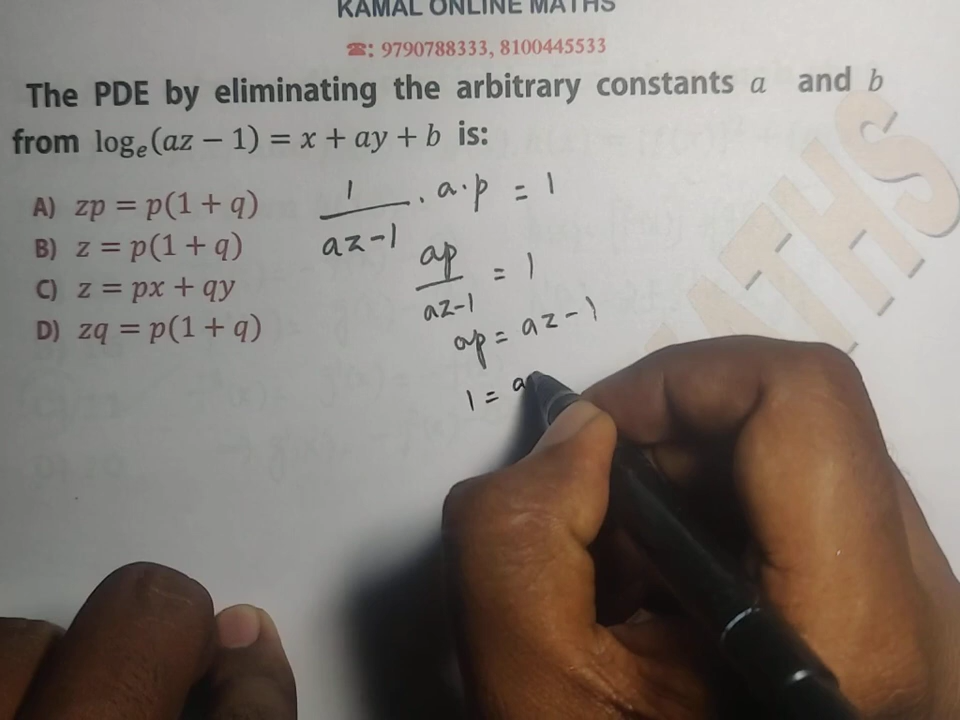 KAMAL ONLINE MATHS
☎: 9790788333, 8100445533
The PDE by eliminating the arbitrary constants a and b
from logₑ(az − 1) = x + ay + b is:
A) zp = p(1 + q)
B) z = p(1 + q)
C) z = px + qy
D) zq = p(1 + q)
1/(az-1) · a·p = 1
ap/(az-1) = 1
ap = az-1
1 = a
MATHS